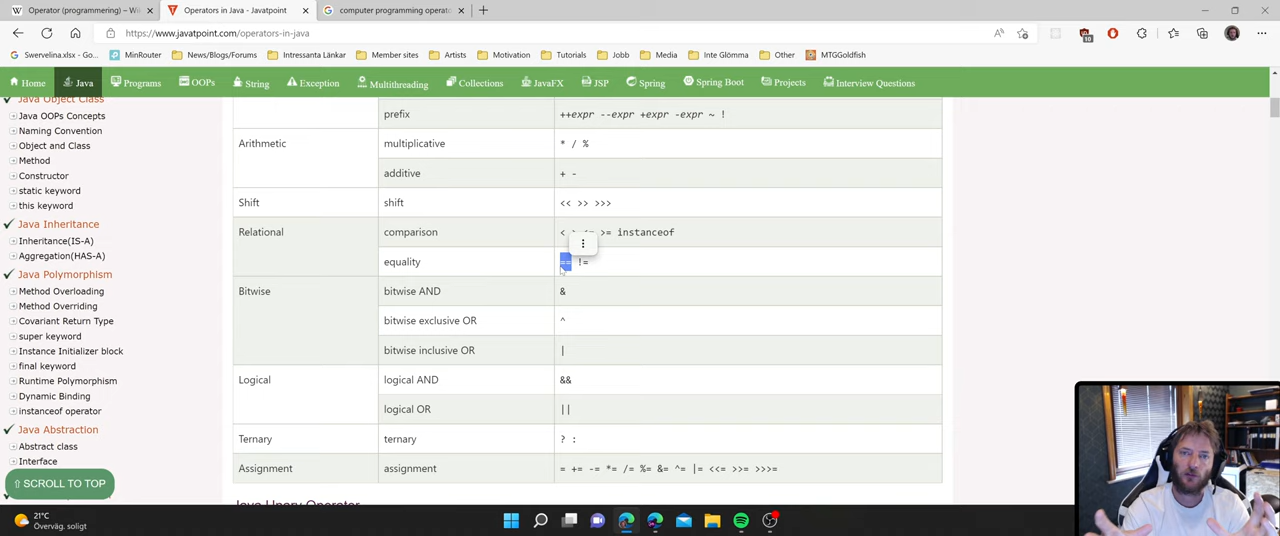 Operator (programmering) – Wi
Operators in Java - Javatpoint
computer programming operato
https://www.javatpoint.com/operators-in-java
Swervelina.xlsx - Go...
MinRouter
News/Blogs/Forums
Intressanta Länkar
Member sites
Artists
Motivation
Tutorials
Jobb
Media
Inte Glömma
Other
MTGGoldfish
Home
Java
Programs
OOPs
String
Exception
Multithreading
Collections
JavaFX
JSP
Spring
Spring Boot
Projects
Interview Questions
Java Object Class
Java OOPs Concepts
Naming Convention
Object and Class
Method
Constructor
static keyword
this keyword
Java Inheritance
Inheritance(IS-A)
Aggregation(HAS-A)
Java Polymorphism
Method Overloading
Method Overriding
Covariant Return Type
super keyword
Instance Initializer block
final keyword
Runtime Polymorphism
Dynamic Binding
instanceof operator
Java Abstraction
Abstract class
Interface
SCROLL TO TOP
prefix ++expr --expr +expr -expr ~ !
Arithmetic multiplicative * / %
additive + -
Shift shift << >> >>>
Relational comparison < > <= >= instanceof
equality == !=
Bitwise bitwise AND &
bitwise exclusive OR ^
bitwise inclusive OR |
Logical logical AND &&
logical OR ||
Ternary ternary ? :
Assignment assignment = += -= *= /= %= &= ^= |= <<= >>= >>>=
Java Unary Operator
21°C
Överväg. soligt